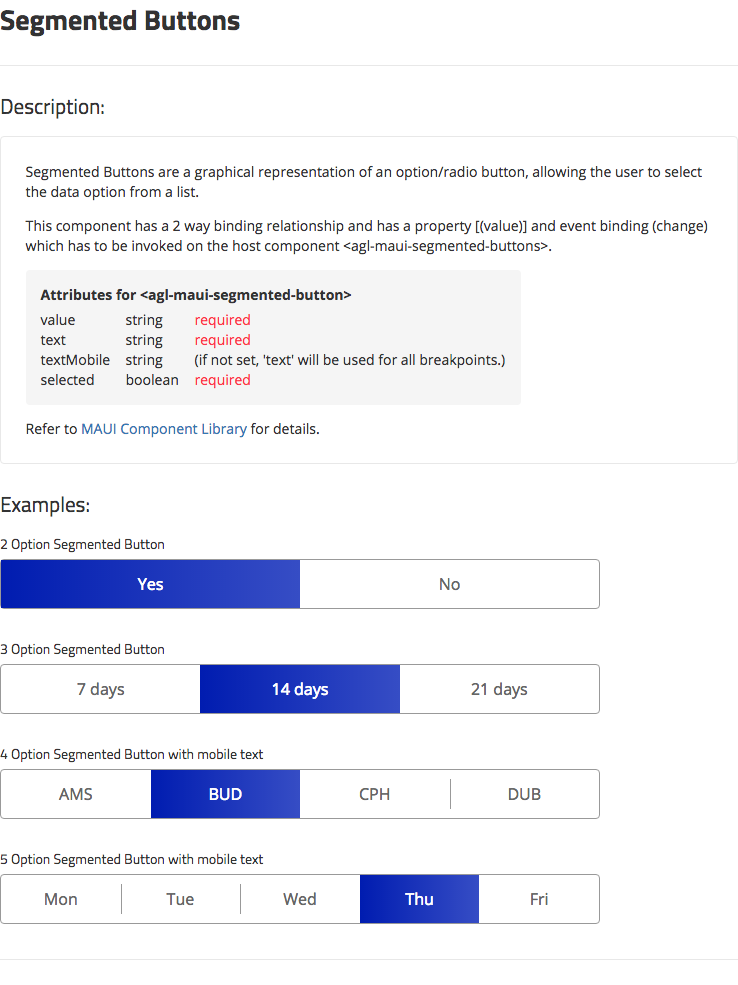 Segmented Buttons
Description:
Segmented Buttons are a graphical representation of an option/radio button, allowing the user to select
the data option from a list.
This component has a 2 way binding relationship and has a property [(value)] and event binding (change)
which has to be invoked on the host component <agl-maui-segmented-buttons>.
Attributes for <agl-maui-segmented-button>
value string required
text string required
textMobile string (if not set, 'text' will be used for all breakpoints.)
selected boolean required
Refer to MAUI Component Library for details.
Examples:
2 Option Segmented Button
Yes No
3 Option Segmented Button
7 days 14 days 21 days
4 Option Segmented Button with mobile text
AMS BUD CPH DUB
5 Option Segmented Button with mobile text
Mon Tue Wed Thu Fri